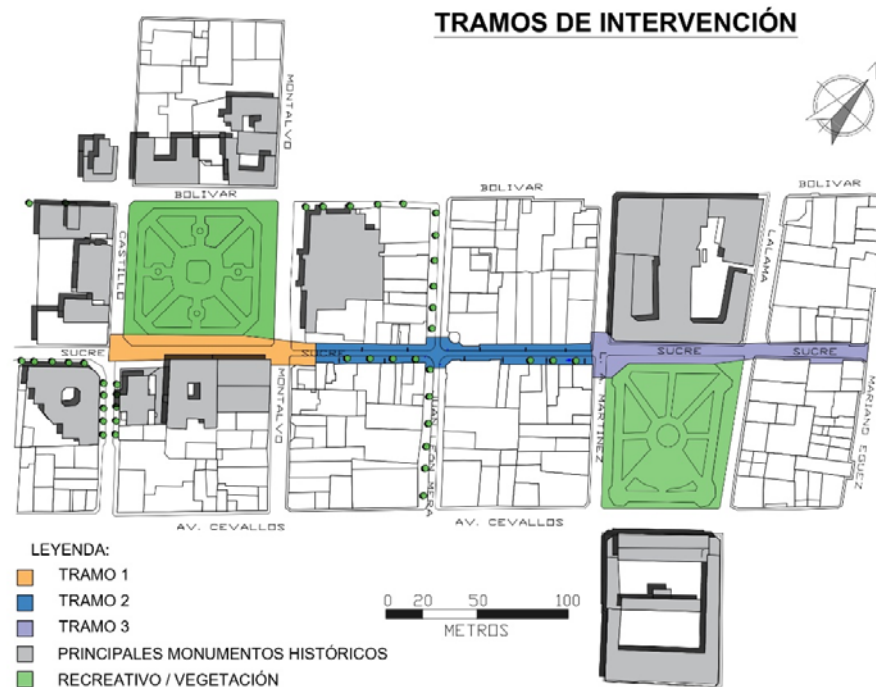 TRAMOS DE INTERVENCIÓN
MONTALVO
BOLIVAR
BOLIVAR
BOLIVAR
CASTILLO
LALAMA
SUCRE
SUCRE
SUCRE
SUCRE
MONTALVO
JUAN LEON MERA
L. A. MARTINEZ
MARIANO EGUEZ
AV. CEVALLOS
AV. CEVALLOS
LEYENDA:
TRAMO 1
TRAMO 2
TRAMO 3
PRINCIPALES MONUMENTOS HISTÓRICOS
RECREATIVO / VEGETACIÓN
0 20 50 100
METROS